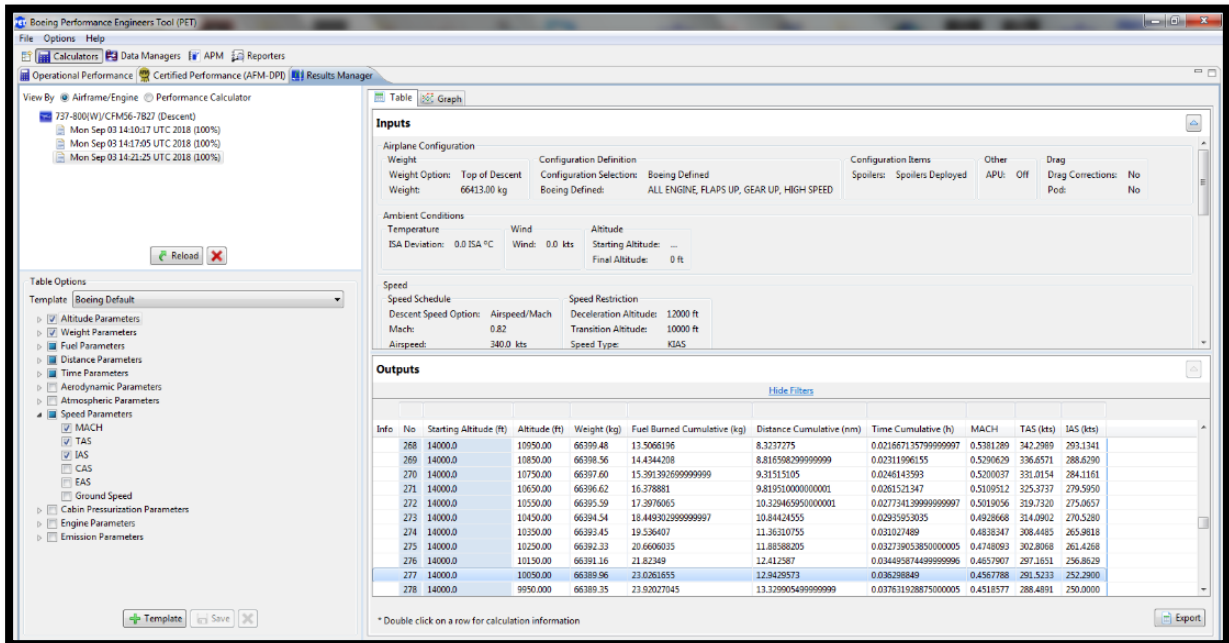 Boeing Performance Engineers Tool (PET)
File Options Help
Calculators Data Managers APM Reporters
Operational Performance Certified Performance (AFM-DPI) Results Manager
View By Airframe/Engine Performance Calculator
737-800(W)/CFM56-7B27 (Descent)
Mon Sep 03 14:10:17 UTC 2018 (100%)
Mon Sep 03 14:17:05 UTC 2018 (100%)
Mon Sep 03 14:21:25 UTC 2018 (100%)
Reload
Table Options
Template Boeing Default
Altitude Parameters
Weight Parameters
Fuel Parameters
Distance Parameters
Time Parameters
Aerodynamic Parameters
Atmospheric Parameters
Speed Parameters
MACH
TAS
IAS
CAS
EAS
Ground Speed
Cabin Pressurization Parameters
Engine Parameters
Emission Parameters
Template Save
Table Graph
Inputs
Airplane Configuration
Weight Configuration Definition Configuration Items Other Drag
Weight Option: Top of Descent Configuration Selection: Boeing Defined Spoilers: Spoilers Deployed APU: Off Drag Corrections: No
Weight: 66413.00 kg Boeing Defined: ALL ENGINE, FLAPS UP, GEAR UP, HIGH SPEED Pod: No
Ambient Conditions
Temperature Wind Altitude
ISA Deviation: 0.0 ISA ºC Wind: 0.0 kts Starting Altitude: ...
Final Altitude: 0 ft
Speed
Speed Schedule Speed Restriction
Descent Speed Option: Airspeed/Mach Deceleration Altitude: 12000 ft
Mach: 0.82 Transition Altitude: 10000 ft
Airspeed: 340.0 kts Speed Type: KIAS
Outputs
Hide Filters
Info No Starting Altitude (ft) Altitude (ft) Weight (kg) Fuel Burned Cumulative (kg) Distance Cumulative (nm) Time Cumulative (h) MACH TAS (kts) IAS (kts)
268 14000.0 10950.00 66399.48 13.5066196 8.3237275 0.021667135799999997 0.5381289 342.2989 293.1341
269 14000.0 10850.00 66398.56 14.4344208 8.816598299999999 0.02311996155 0.5290629 336.6571 288.6290
270 14000.0 10750.00 66397.60 15.391392699999999 9.31515105 0.0246143593 0.5200037 331.0154 284.1161
271 14000.0 10650.00 66396.62 16.378881 9.819510000000001 0.0261521347 0.5109512 325.3737 279.5950
272 14000.0 10550.00 66395.59 17.3976065 10.329465950000001 0.027734139999999997 0.5019056 319.7320 275.0657
273 14000.0 10450.00 66394.54 18.449302999999997 10.84424555 0.02935953035 0.4928668 314.0902 270.5280
274 14000.0 10350.00 66393.45 19.536407 11.36310755 0.031027489 0.4838347 308.4485 265.9818
275 14000.0 10250.00 66392.33 20.6606035 11.88588205 0.032739053850000005 0.4748093 302.8068 261.4268
276 14000.0 10150.00 66391.16 21.82349 12.412587 0.034495874499999996 0.4657907 297.1651 256.8629
277 14000.0 10050.00 66389.96 23.0261655 12.9429573 0.036298849 0.4567788 291.5233 252.2900
278 14000.0 9950.000 66389.35 23.92027045 13.329905499999999 0.037631928875000005 0.4518577 288.4891 250.0000
* Double click on a row for calculation information
Export